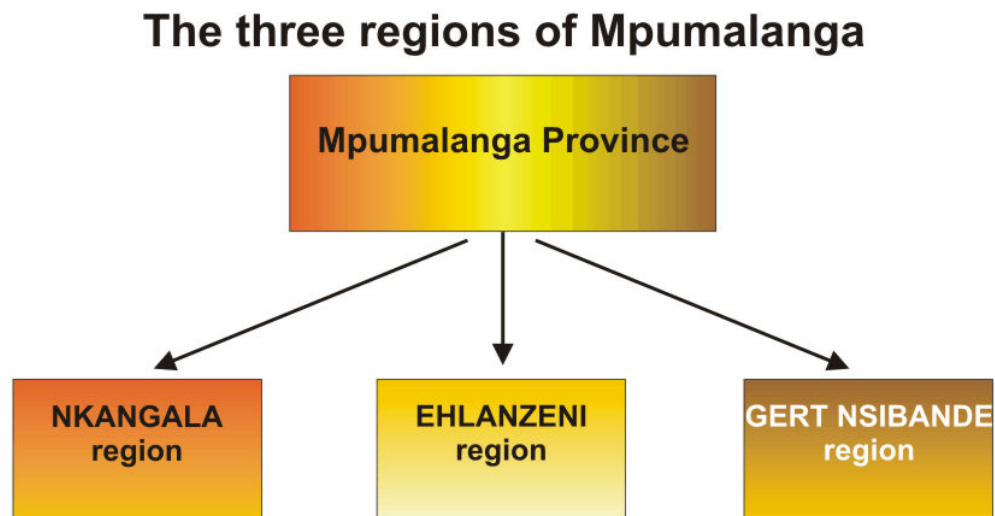 The three regions of Mpumalanga
Mpumalanga Province
NKANGALA
region
EHLANZENI
region
GERT NSIBANDE
region